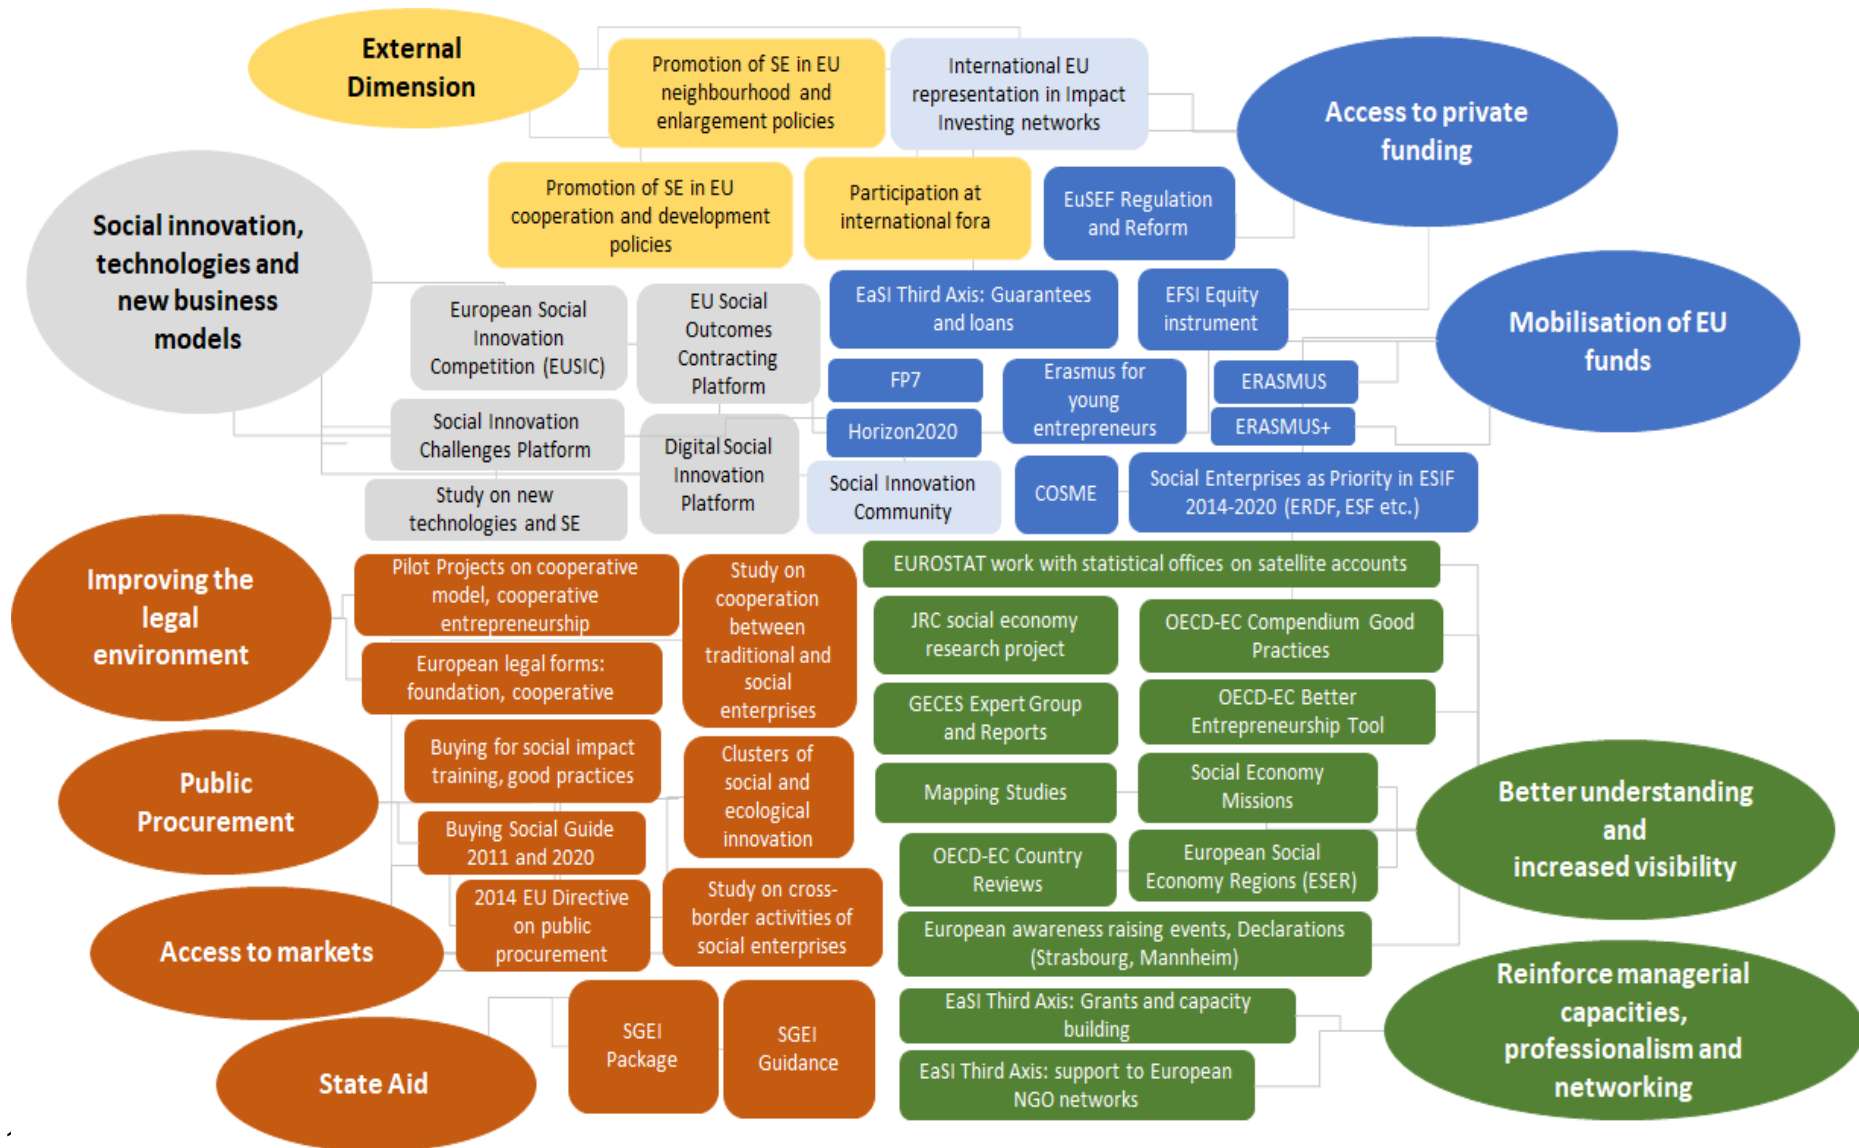 External
Dimension
Promotion of SE in EU
neighbourhood and
enlargement policies
International EU
representation in Impact
Investing networks
Access to private
funding
Promotion of SE in EU
cooperation and development
policies
Participation at
international fora
EuSEF Regulation
and Reform
Social innovation,
technologies and
new business
models
European Social
Innovation
Competition (EUSIC)
EU Social
Outcomes
Contracting
Platform
EaSI Third Axis: Guarantees
and loans
EFSI Equity
instrument
Mobilisation of EU
funds
FP7
Erasmus for
young
entrepreneurs
ERASMUS
Social Innovation
Challenges Platform
Digital Social
Innovation
Platform
Horizon2020
ERASMUS+
Study on new
technologies and SE
Social Innovation
Community
COSME
Social Enterprises as Priority in ESIF
2014-2020 (ERDF, ESF etc.)
Improving the
legal
environment
Pilot Projects on cooperative
model, cooperative
entrepreneurship
Study on
cooperation
between
traditional and
social
enterprises
EUROSTAT work with statistical offices on satellite accounts
JRC social economy
research project
OECD-EC Compendium Good
Practices
European legal forms:
foundation, cooperative
GECES Expert Group
and Reports
OECD-EC Better
Entrepreneurship Tool
Public
Procurement
Buying for social impact
training, good practices
Clusters of
social and
ecological
innovation
Mapping Studies
Social Economy
Missions
Better understanding
and
increased visibility
Buying Social Guide
2011 and 2020
OECD-EC Country
Reviews
European Social
Economy Regions (ESER)
Access to markets
2014 EU Directive
on public
procurement
Study on cross-
border activities of
social enterprises
European awareness raising events, Declarations
(Strasbourg, Mannheim)
Reinforce managerial
capacities,
professionalism and
networking
State Aid
SGEI
Package
SGEI
Guidance
EaSI Third Axis: Grants and capacity
building
EaSI Third Axis: support to European
NGO networks